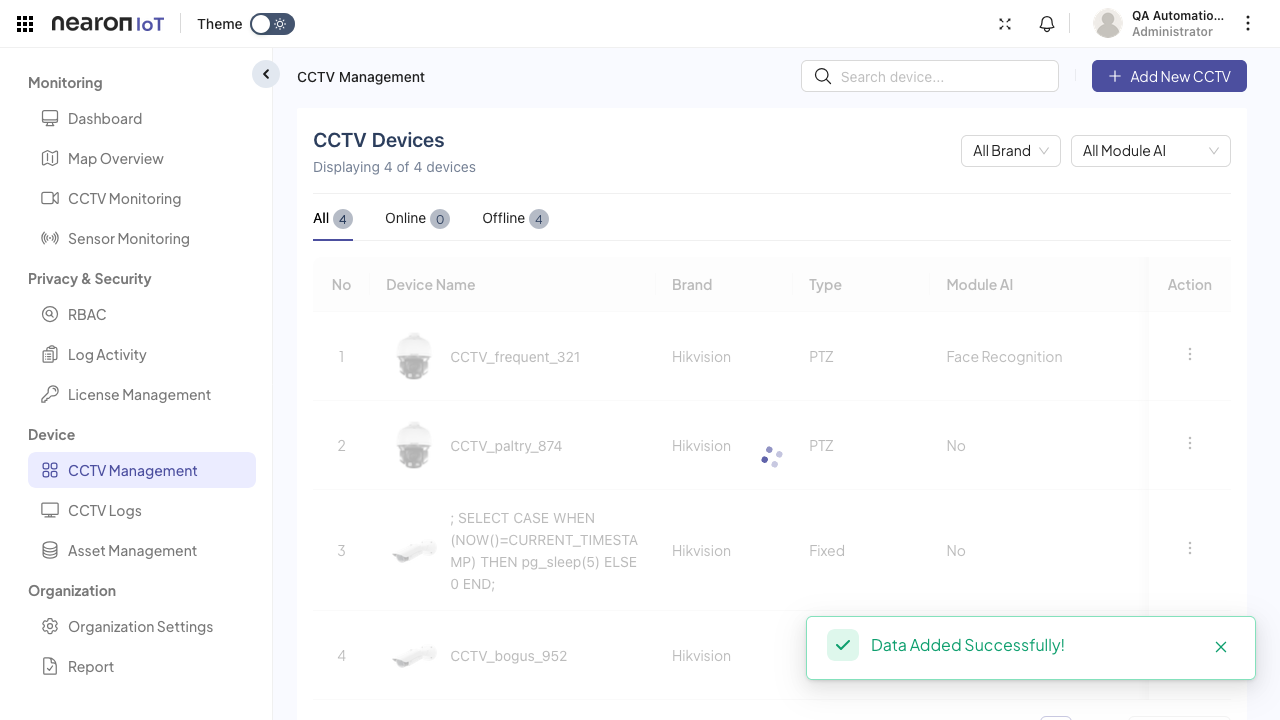 nearon IoT
Theme
QA Automatio...
Administrator
Monitoring
Dashboard
Map Overview
CCTV Monitoring
Sensor Monitoring
Privacy & Security
RBAC
Log Activity
License Management
Device
CCTV Management
CCTV Logs
Asset Management
Organization
Organization Settings
Report
CCTV Management
Search device...
Add New CCTV
CCTV Devices
Displaying 4 of 4 devices
All Brand
All Module AI
All 4
Online 0
Offline 4
No Device Name Brand Type Module AI Action
1 CCTV_frequent_321 Hikvision PTZ Face Recognition
2 CCTV_paltry_874 Hikvision PTZ No
; SELECT CASE WHEN
(NOW()=CURRENT_TIMESTA
3 Hikvision Fixed No
MP) THEN pg_sleep(5) ELSE
0 END;
4 CCTV_bogus_952 Hikvision
Data Added Successfully!